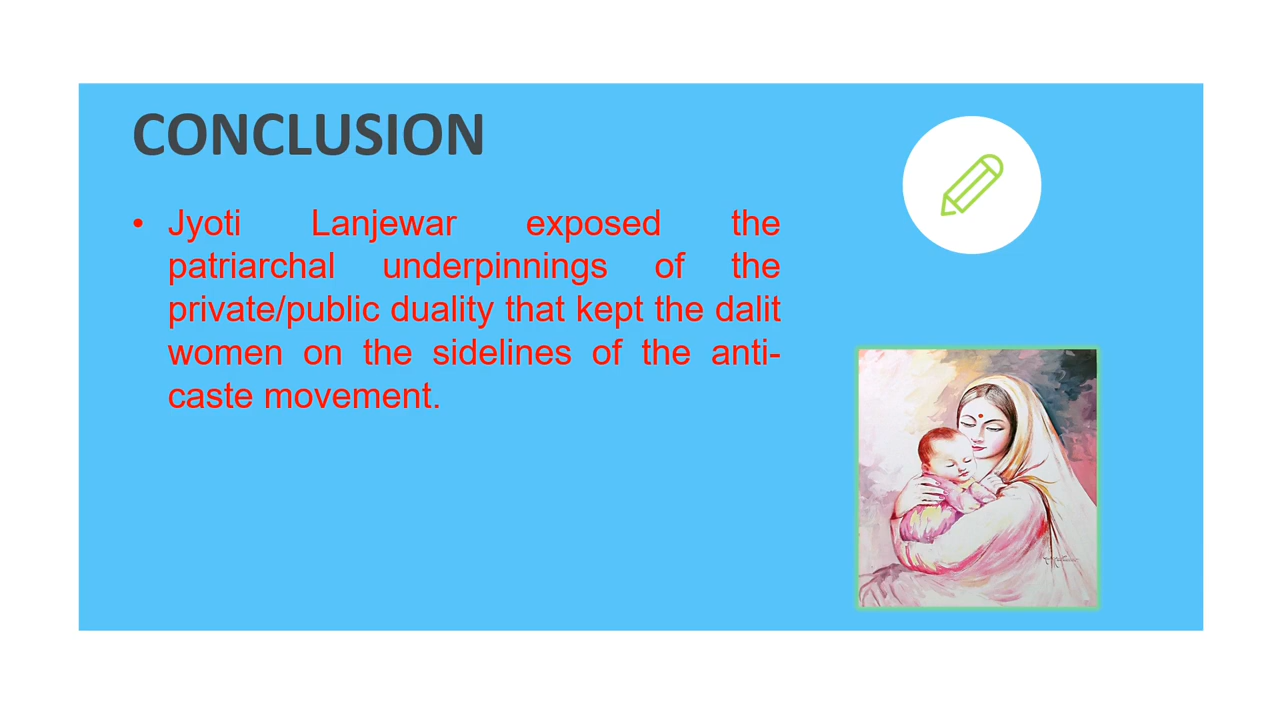 CONCLUSION
• Jyoti Lanjewar exposed the
patriarchal underpinnings of the
private/public duality that kept the dalit
women on the sidelines of the anti-
caste movement.